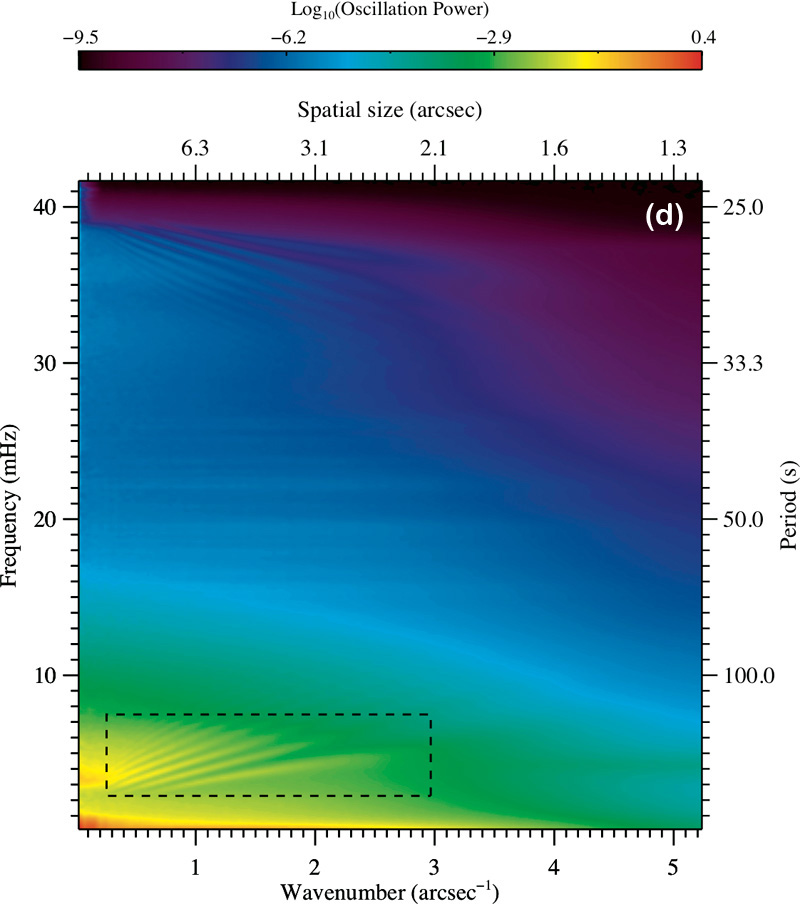 Log₁₀(Oscillation Power)
−9.5 −6.2 −2.9 0.4
Spatial size (arcsec)
6.3 3.1 2.1 1.6 1.3
(d)
40 25.0
30 33.3
20 50.0
10 100.0
Frequency (mHz)
Period (s)
1 2 3 4 5
Wavenumber (arcsec⁻¹)